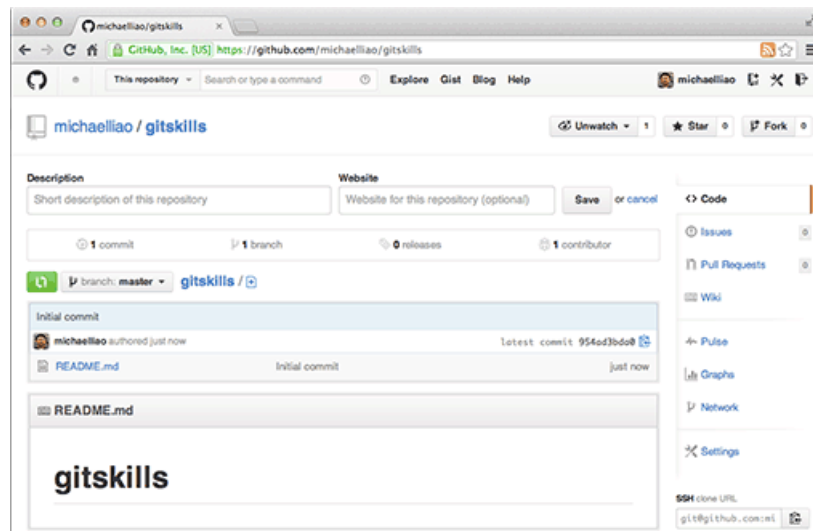 michaelliao/gitskills
GitHub, Inc. [US] https://github.com/michaelliao/gitskills
This repository Search or type a command Explore Gist Blog Help michaelliao
michaelliao / gitskills Unwatch 1 Star 0 Fork 0
Description Website
Short description of this repository Website for this repository (optional) Save or cancel
<> Code
1 commit 1 branch 0 releases 1 contributor
Issues 0
branch: master gitskills /
Pull Requests 0
Wiki
Initial commit
michaelliao authored just now latest commit 954ad3bda0
Pulse
README.md Initial commit just now
Graphs
README.md
Network
gitskills
Settings
SSH clone URL
git@github.com:mi